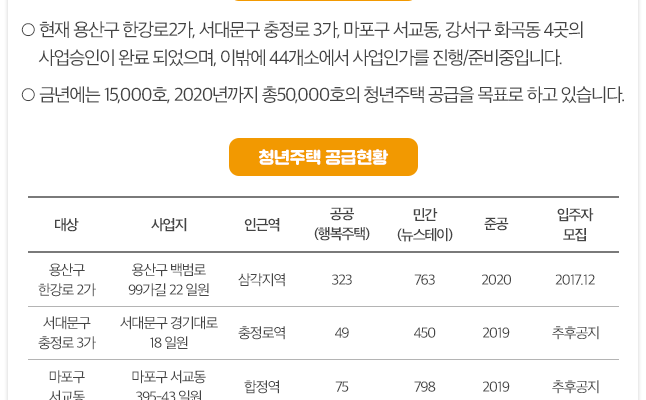 ○ 현재 용산구 한강로2가, 서대문구 충정로 3가, 마포구 서교동, 강서구 화곡동 4곳의
사업승인이 완료 되었으며, 이밖에 44개소에서 사업인가를 진행/준비중입니다.
○ 금년에는 15,000호, 2020년까지 총50,000호의 청년주택 공급을 목표로 하고 있습니다.
청년주택 공급현황
대상 사업지 인근역 공공 (행복주택) 민간 (뉴스테이) 준공 입주자 모집
용산구 한강로 2가 용산구 백범로 99가길 22 일원 삼각지역 323 763 2020 2017.12
서대문구 충정로 3가 서대문구 경기대로 18 일원 충정로역 49 450 2019 추후공지
마포구 서교동 마포구 서교동 395-43 일원 합정역 75 798 2019 추후공지